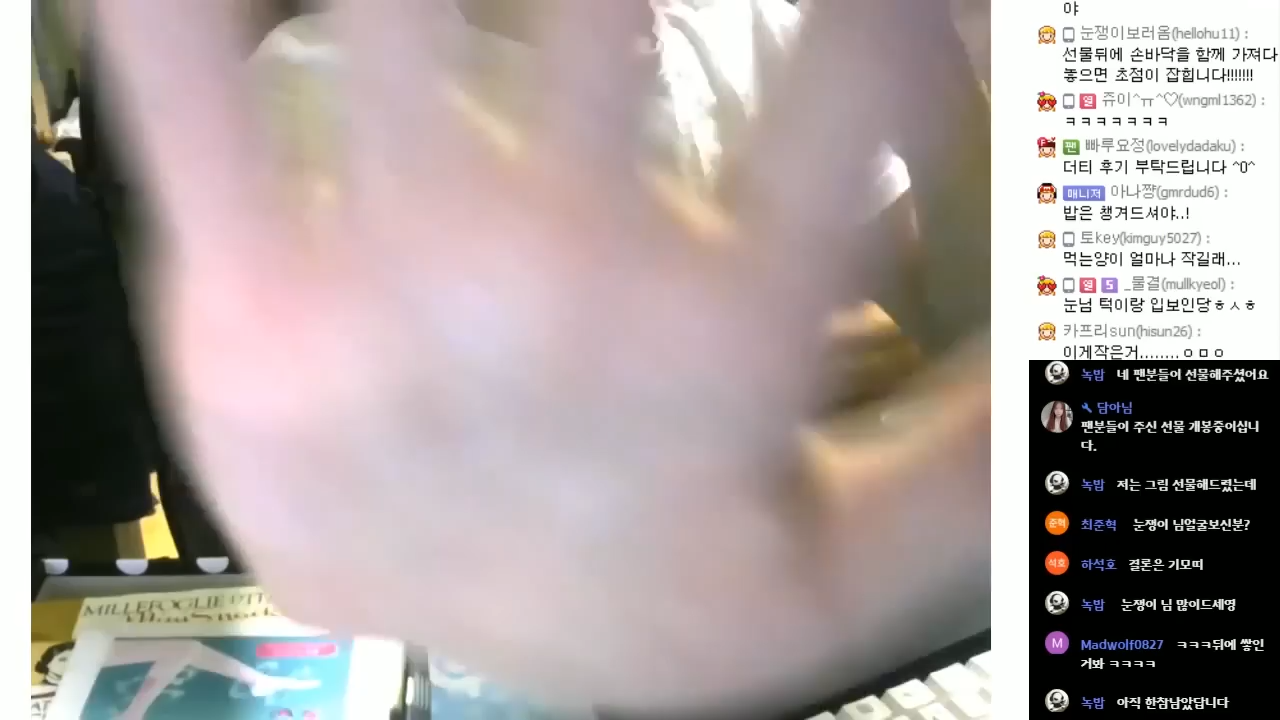 야
눈쟁이보러옴(hellohu11) :
선물뒤에 손바닥을 함께 가져다
놓으면 초점이 잡힙니다!!!!!!!
열 쥬이^ㅠ^♡(wngml1362) :
ㅋㅋㅋㅋㅋㅋㅋ
팬 빠루요정(lovelydadaku) :
더티 후기 부탁드립니다 ^0^
매니저 아나쨩(gmrdud6) :
밥은 챙겨드셔야..!
토key(kimguy5027) :
먹는양이 얼마나 작길래...
열 S _물결(mullkyeol) :
눈님 턱이랑 입보인당ㅎㅅㅎ
카프리sun(hisun26) :
이게작은거........ㅇㅁㅇ
녹밥 네 팬분들이 선물해주셨어요
담아님
팬분들이 주신 선물 개봉중이십니
다.
녹밥 저는 그림 선물해드렸는데
준혁 최준혁 눈쟁이 님얼굴보신분?
석호 하석호 결론은 기모띠
녹밥 눈쟁이 님 많이드세영
M Madwolf0827 ㅋㅋㅋ뒤에 쌓인
거봐 ㅋㅋㅋㅋ
녹밥 아직 한참남았답니다
MILLEFOGLIE